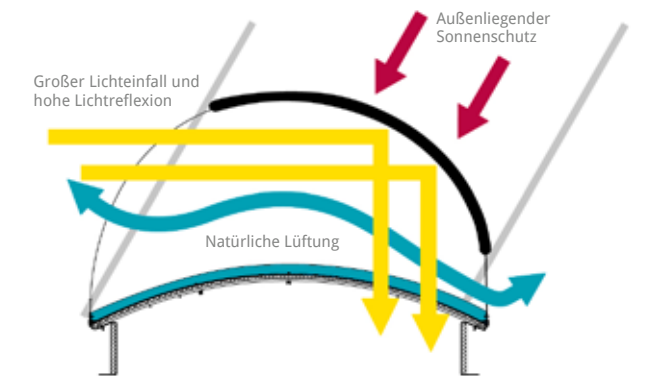 Außenliegender
Sonnenschutz
Großer Lichteinfall und
hohe Lichtreflexion
Natürliche Lüftung